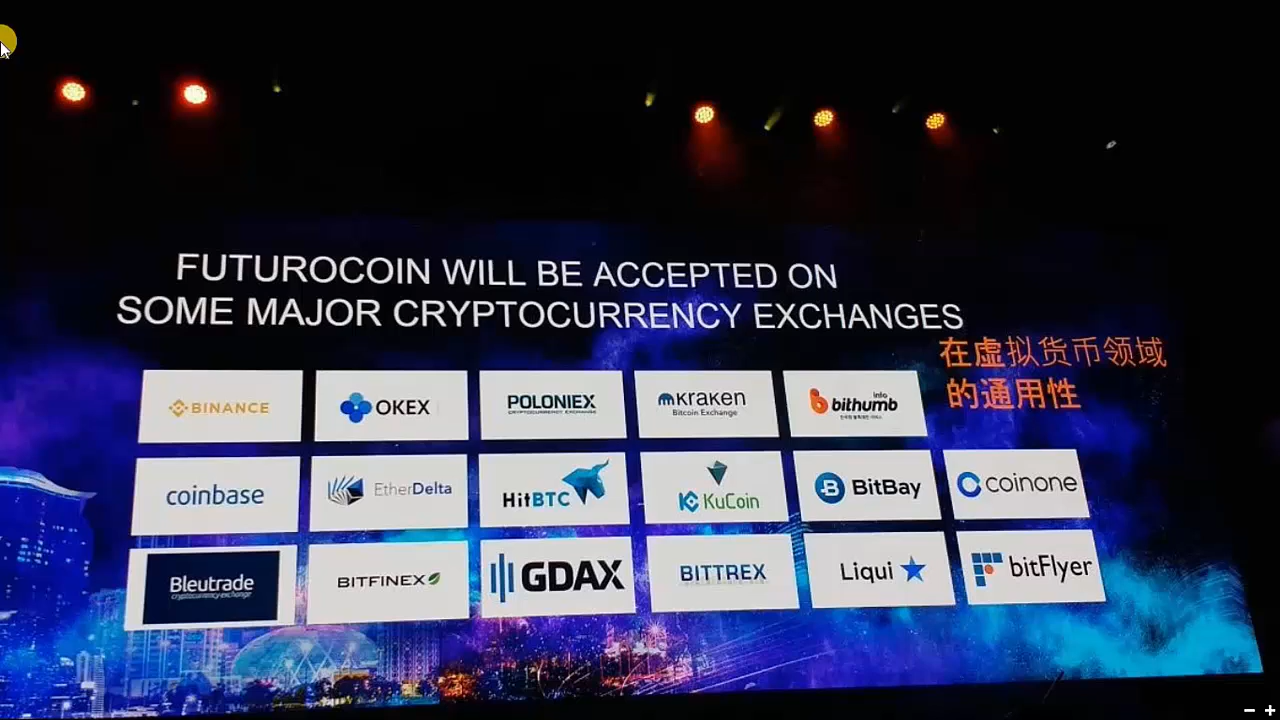 FUTUROCOIN WILL BE ACCEPTED ON
SOME MAJOR CRYPTOCURRENCY EXCHANGES
在虚拟货币领域
的通用性
BINANCE
OKEX
POLONIEX
CRYPTOCURRENCY EXCHANGE
kraken
Bitcoin Exchange
info
bithumb
coinbase
EtherDelta
HitBTC
KuCoin
BitBay
coinone
Bleutrade
cryptocurrency exchange
BITFINEX
GDAX
BITTREX
Liqui
bitFlyer